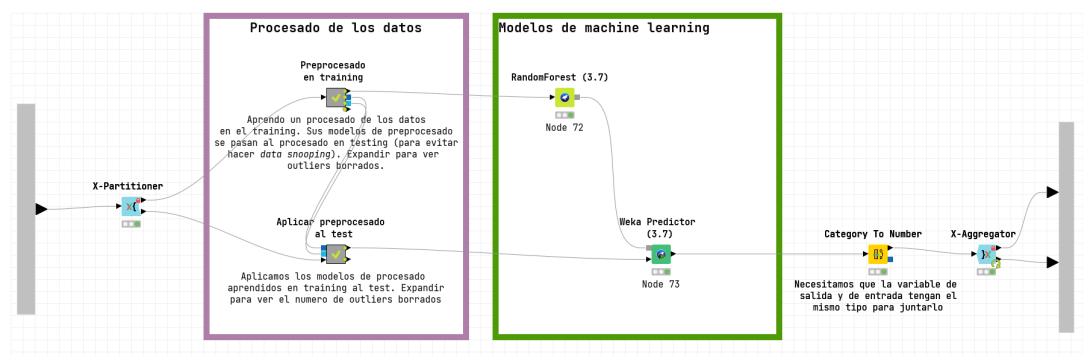 Procesado de los datos
Preprocesado
en training
Aprendo un procesado de los datos
en el training. Sus modelos de preprocesado
se pasan al procesado en testing (para evitar
hacer data snooping). Expandir para ver
outliers borrados.
X-Partitioner
Aplicar preprocesado
al test
Aplicamos los modelos de procesado
aprendidos en training al test. Expandir
para ver el numero de outliers borrados
Modelos de machine learning
RandomForest (3.7)
Node 72
Weka Predictor
(3.7)
Node 73
Category To Number
Necesitamos que la variable de
salida y de entrada tengan el
mismo tipo para juntarlo
X-Aggregator